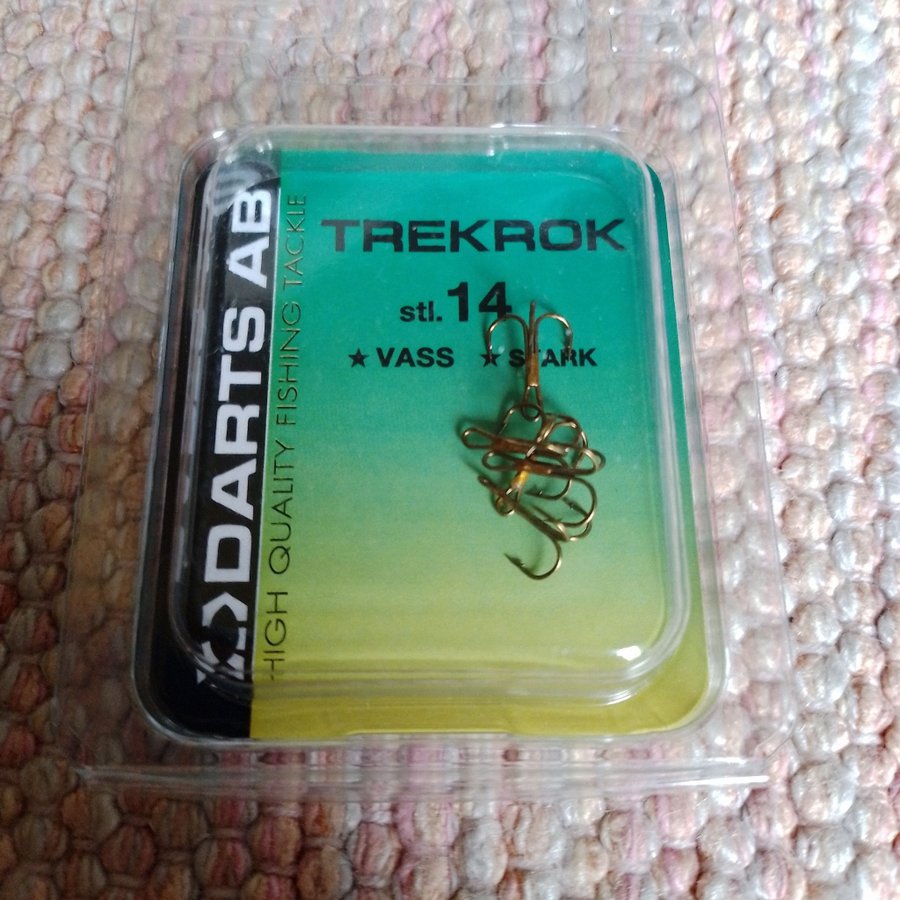 DARTS AB
HIGH QUALITY FISHING TACKLE
TREKROK
stl. 14
★ VASS ★ STARK